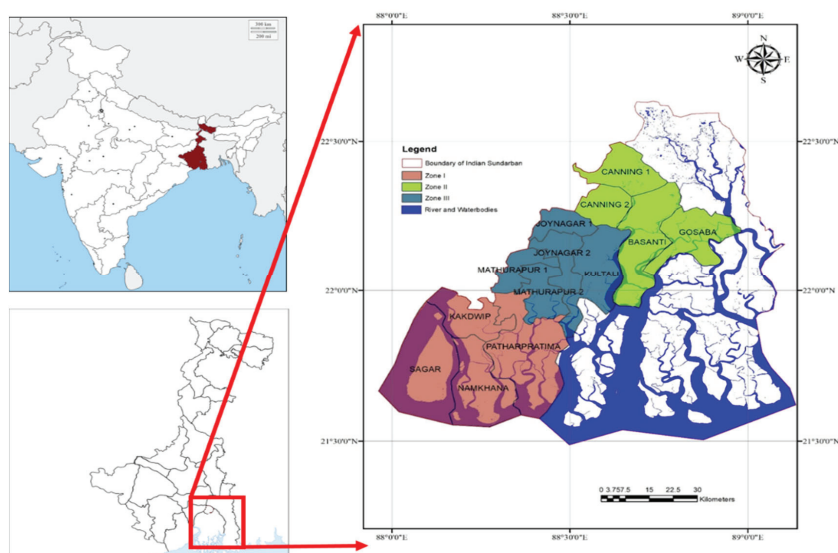 300 km
200 mi
88°0'0"E 88°30'0"E 89°0'0"E
N
W E
S
22°30'0"N 22°30'0"N
Legend
Boundary of Indian Sundarban
Zone I
Zone II
Zone III
River and Waterbodies
CANNING 1
CANNING 2
GOSABA
BASANTI
JOYNAGAR 1
JOYNAGAR 2
MATHURAPUR 1
KULTALI
MATHURAPUR 2
22°0'0"N 22°0'0"N
KAKDWIP
PATHARPRATIMA
SAGAR
NAMKHANA
21°30'0"N 21°30'0"N
0 3.75 7.5 15 22.5 30
Kilometers
88°0'0"E 88°30'0"E 89°0'0"E